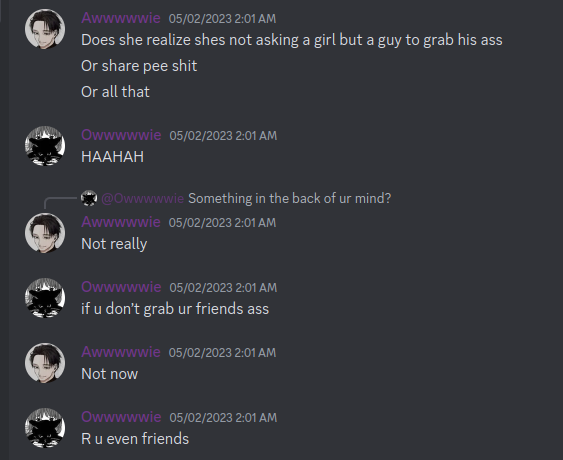 Awwwwwie 05/02/2023 2:01 AM
Does she realize shes not asking a girl but a guy to grab his ass
Or share pee shit
Or all that
Owwwwwie 05/02/2023 2:01 AM
HAAHAH
@Owwwwwie Something in the back of ur mind?
Awwwwwie 05/02/2023 2:01 AM
Not really
Owwwwwie 05/02/2023 2:01 AM
if u don't grab ur friends ass
Awwwwwie 05/02/2023 2:01 AM
Not now
Owwwwwie 05/02/2023 2:01 AM
R u even friends